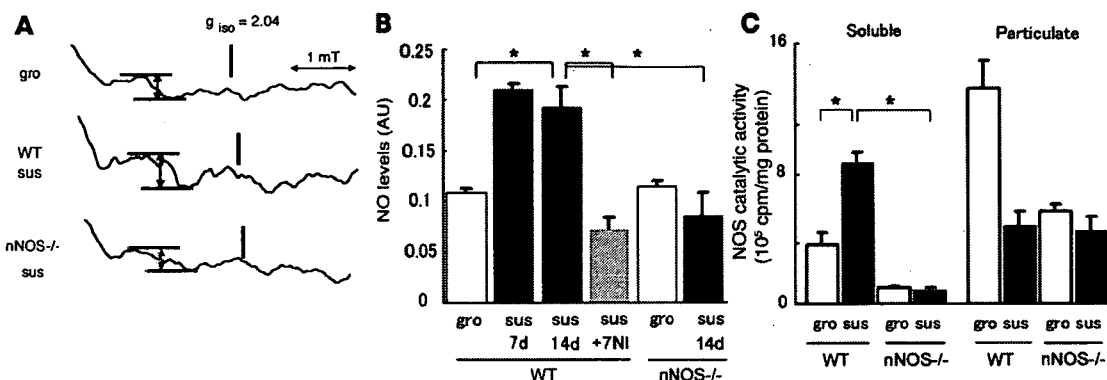 A
g iso = 2.04
1 mT
gro
WT
sus
nNOS-/-
sus
B
NO levels (AU)
0.25
0.2
0.15
0.1
0.05
0
* * *
gro sus sus sus gro sus
7d 14d +7NI 14d
WT nNOS-/-
C
NOS catalytic activity
(10⁵ cpm/mg protein)
Soluble Particulate
16
8
0
* *
gro sus gro sus gro sus gro sus
WT nNOS-/- WT nNOS-/-